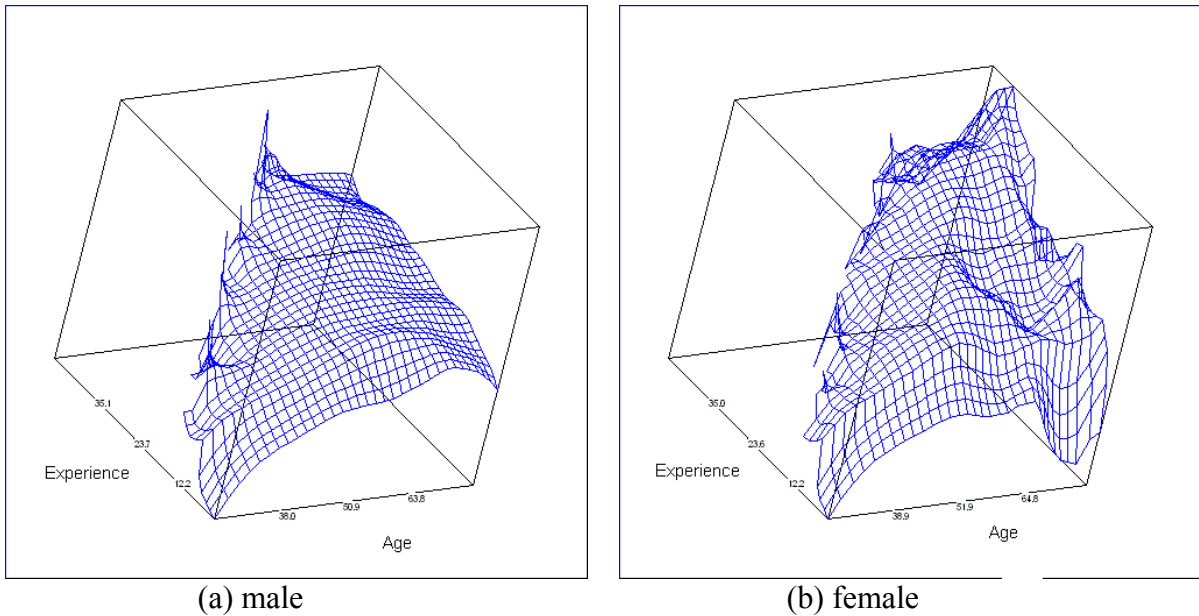 35.1
23.7
Experience
12.2
38.0
50.9
63.8
Age
(a) male
35.0
23.6
Experience
12.2
38.9
51.9
64.8
Age
(b) female